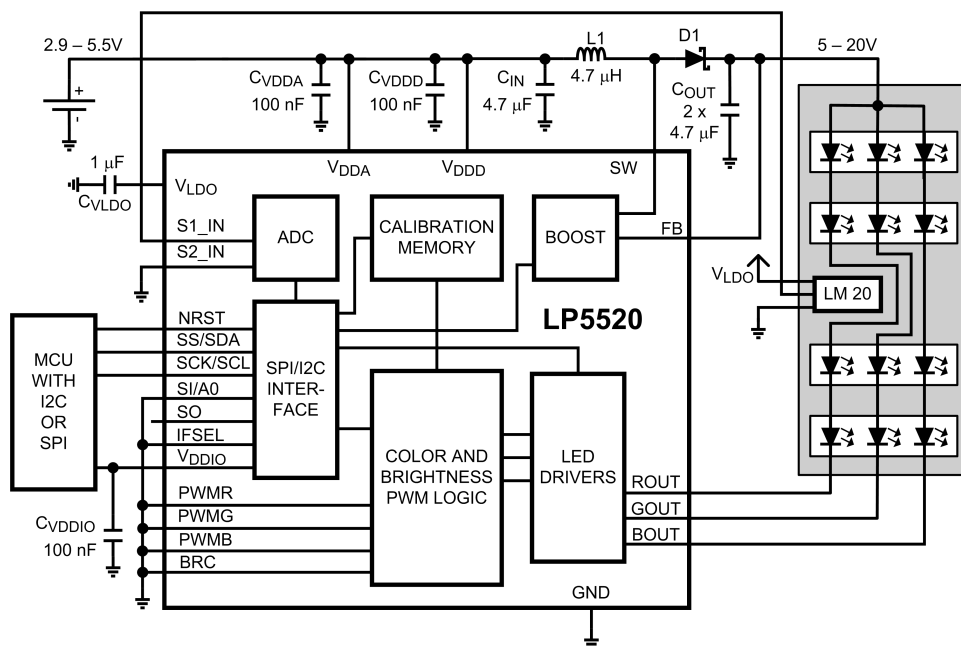 2.9 – 5.5V
L1
D1
5 – 20V
CVDDA
100 nF
CVDDD
100 nF
CIN
4.7 μF
4.7 μH
COUT
2 x
4.7 μF
+
-
1 μF
CVLDO
VLDO
VDDA
VDDD
SW
S1_IN
S2_IN
ADC
CALIBRATION
MEMORY
BOOST
FB
VLDO
LM 20
LP5520
MCU
WITH
I2C
OR
SPI
NRST
SS/SDA
SCK/SCL
SI/A0
SO
IFSEL
VDDIO
SPI/I2C
INTER-
FACE
COLOR AND
BRIGHTNESS
PWM LOGIC
LED
DRIVERS
ROUT
GOUT
BOUT
PWMR
PWMG
PWMB
BRC
CVDDIO
100 nF
GND